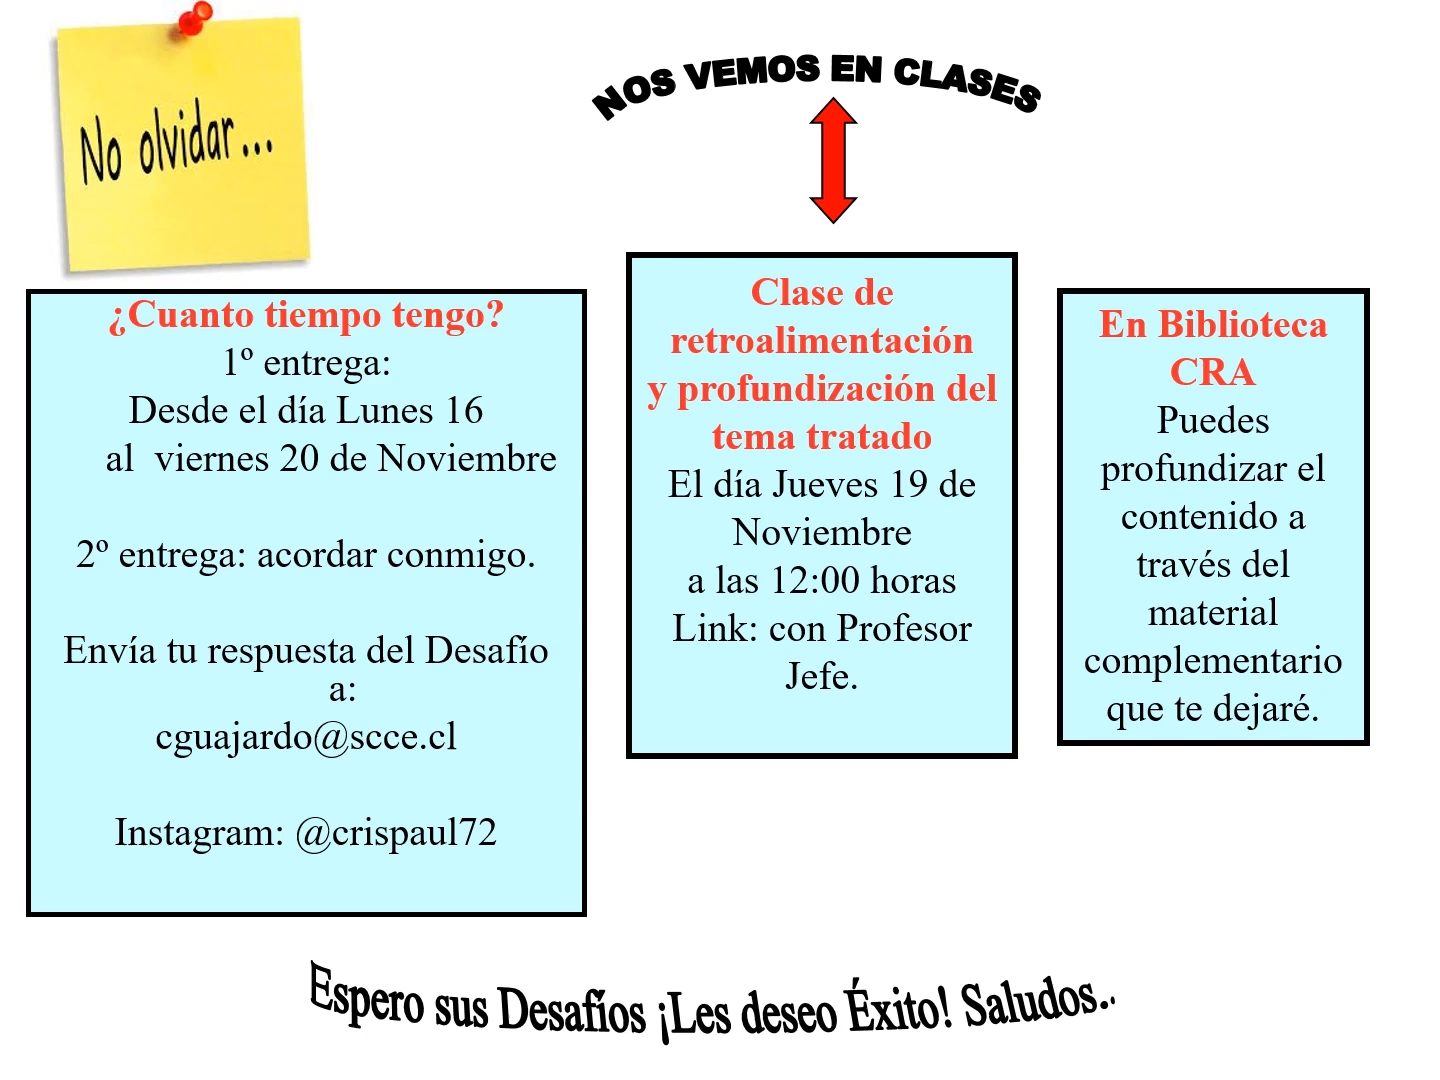 No olvidar...
NOS VEMOS EN CLASES
¿Cuanto tiempo tengo?
1º entrega:
Desde el día Lunes 16
al viernes 20 de Noviembre
2º entrega: acordar conmigo.
Envía tu respuesta del Desafío
a:
cguajardo@scce.cl
Instagram: @crispaul72
Clase de
retroalimentación
y profundización del
tema tratado
El día Jueves 19 de
Noviembre
a las 12:00 horas
Link: con Profesor
Jefe.
En Biblioteca
CRA
Puedes
profundizar el
contenido a
través del
material
complementario
que te dejaré.
Espero sus Desafíos ¡Les deseo Éxito! Saludos..